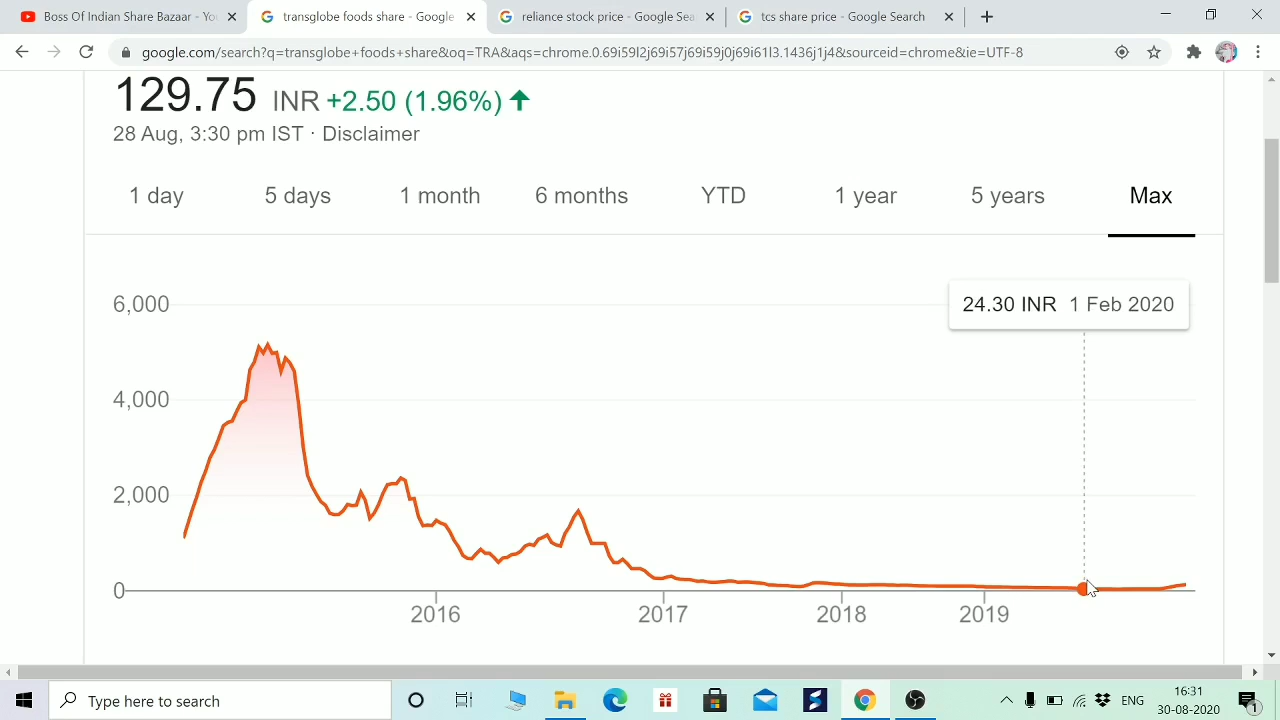 Boss Of Indian Share Bazar - Yo
transglobe foods share - Google
reliance stock price - Google Sea
tcs share price - Google Search
google.com/search?q=transglobe+foods+share&oq=TRA&aqs=chrome.0.69i59l2j69i57j69i59j0j69i61l3.1436j1j4&sourceid=chrome&ie=UTF-8
129.75 INR +2.50 (1.96%)
28 Aug, 3:30 pm IST · Disclaimer
1 day 5 days 1 month 6 months YTD 1 year 5 years Max
24.30 INR 1 Feb 2020
6,000
4,000
2,000
0
2016 2017 2018 2019
Type here to search
ENG
16:31
30-08-2020
1